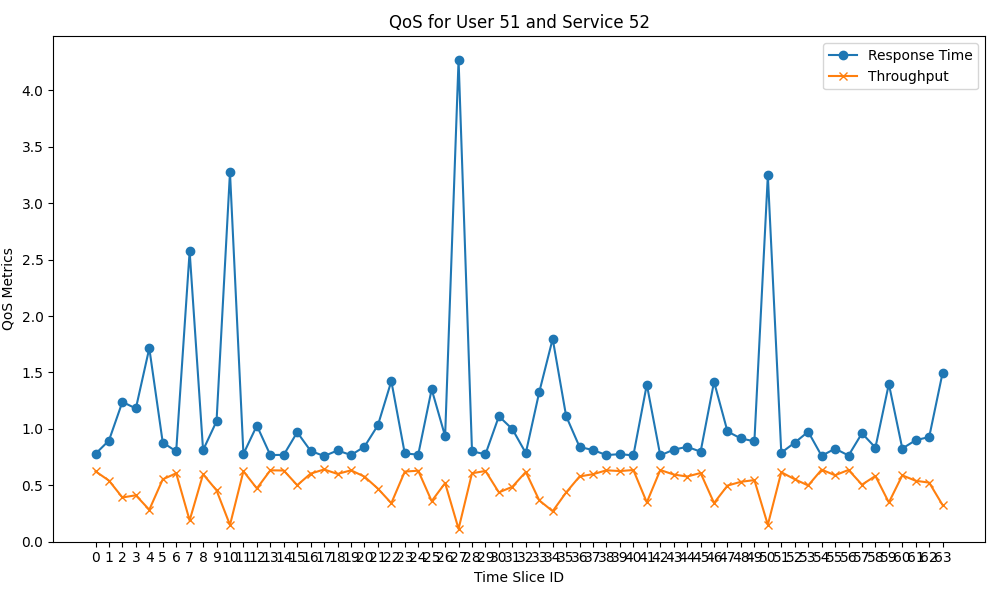 QoS for User 51 and Service 52
Response Time
Throughput
QoS Metrics
4.0
3.5
3.0
2.5
2.0
1.5
1.0
0.5
0.0
0 1 2 3 4 5 6 7 8 9 10 11 12 13 14 15 16 17 18 19 20 21 22 23 24 25 26 27 28 29 30 31 32 33 34 35 36 37 38 39 40 41 42 43 44 45 46 47 48 49 50 51 52 53 54 55 56 57 58 59 60 61 62 63
Time Slice ID